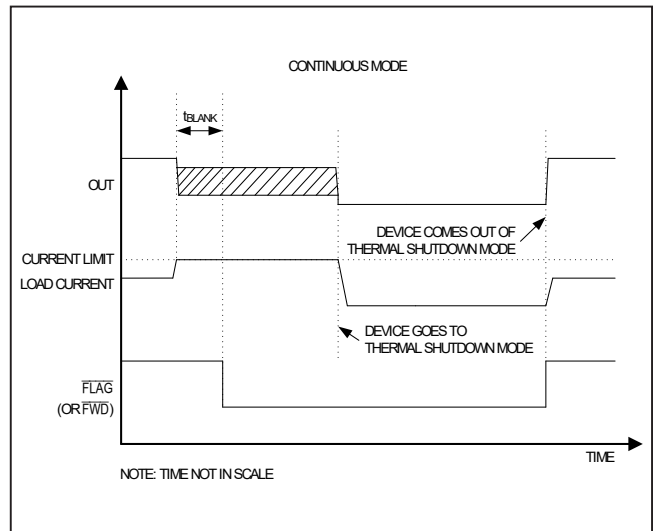 CONTINUOUS MODE
tBLANK
OUT
DEVICE COMES OUT OF
THERMAL SHUTDOWN MODE
CURRENT LIMIT
LOAD CURRENT
DEVICE GOES TO
THERMAL SHUTDOWN MODE
FLAG
(OR FWD)
TIME
NOTE: TIME NOT IN SCALE